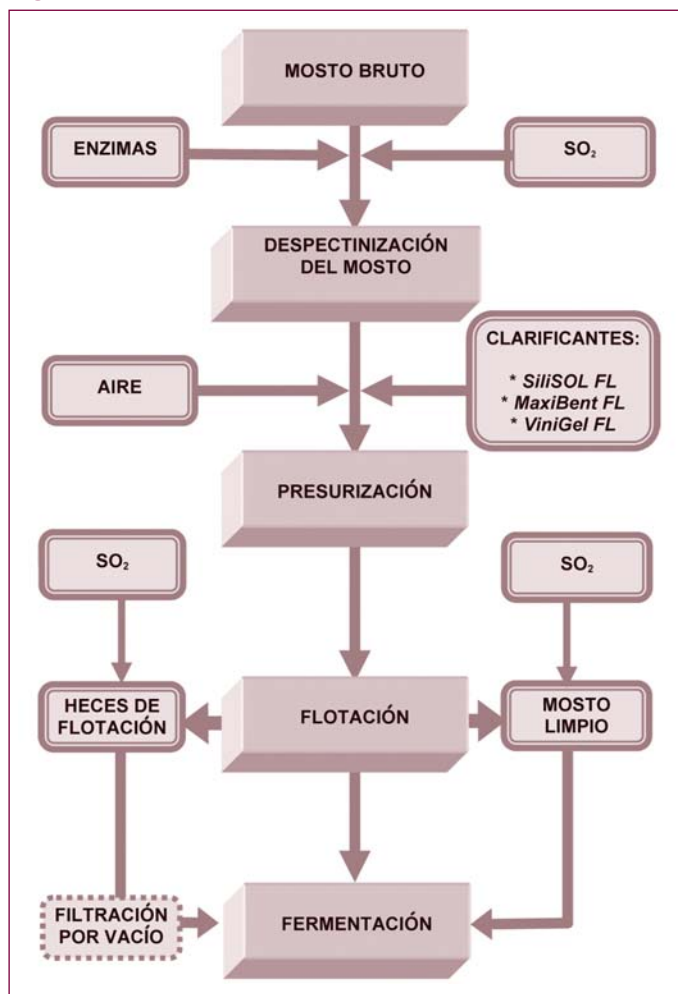 MOSTO BRUTO
ENZIMAS
SO₂
DESPECTINIZACIÓN
DEL MOSTO
CLARIFICANTES:
* SiliSOL FL
* MaxiBent FL
* ViniGel FL
AIRE
PRESURIZACIÓN
SO₂
SO₂
HECES DE
FLOTACIÓN
FLOTACIÓN
MOSTO
LIMPIO
FILTRACIÓN
POR VACÍO
FERMENTACIÓN